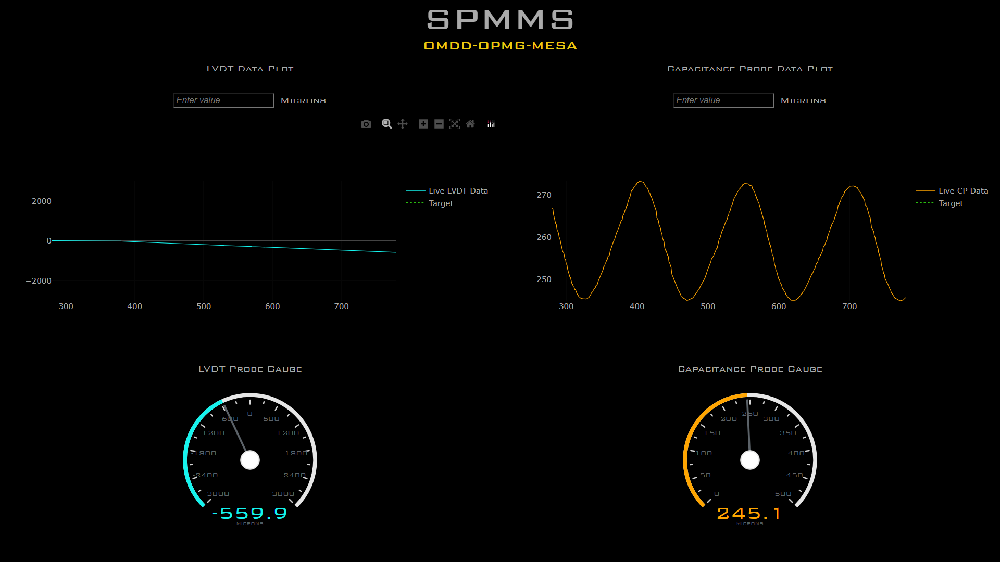 SPMMS
OMDD-OPMG-MESA
LVDT Data Plot
Enter value Microns
2000
0
−2000
300 400 500 600 700
Live LVDT Data
Target
Capacitance Probe Data Plot
Enter value Microns
270
260
250
300 400 500 600 700
Live CP Data
Target
LVDT Probe Gauge
0
-600 600
-1200 1200
-1800 1800
-2400 2400
-3000 3000
-559.9
MICRONS
Capacitance Probe Gauge
250
200 300
150 350
100 400
50 450
0 500
245.1
MICRONS